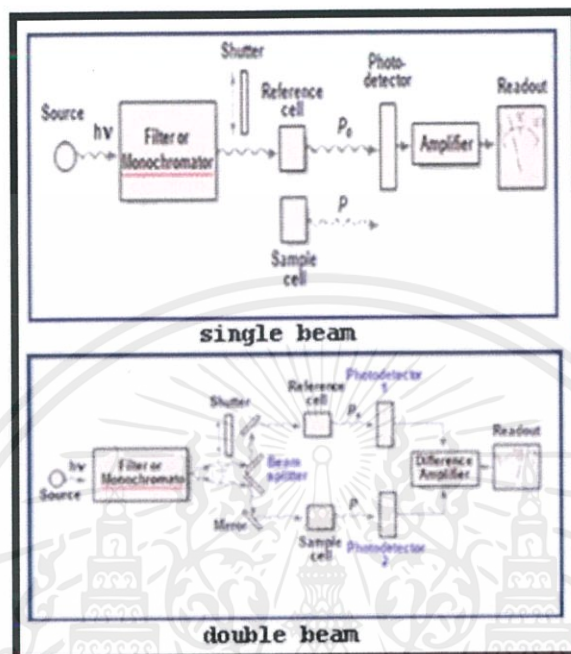 Shutter
Photo-
detector
Source
Reference
cell
Readout
hν
Filter or
Monochromator
P₀
Amplifier
P
Sample
cell
single beam
Photodetector
1
Reference
cell
Shutter
P₀
Readout
hν
Filter or
Monochromato
Beam
splitter
Difference
Amplifier
Source
Mirror
P
Sample
cell
Photodetector
2
double beam